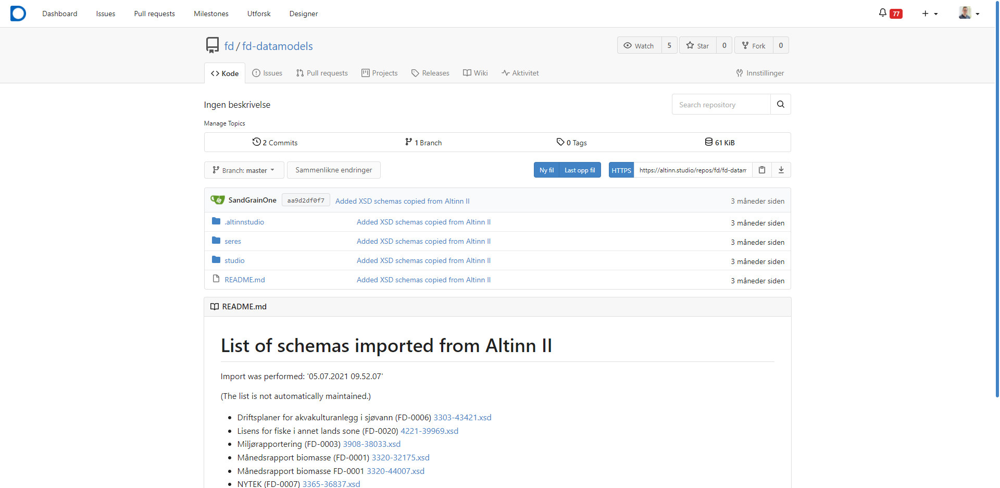 Dashboard Issues Pull requests Milestones Utforsk Designer 77
fd / fd-datamodels Watch 5 Star 0 Fork 0
Kode Issues Pull requests Projects Releases Wiki Aktivitet Innstillinger
Ingen beskrivelse Search repository
Manage Topics
2 Commits 1 Branch 0 Tags 61 KiB
Branch: master Sammenlikne endringer Ny fil Last opp fil HTTPS https://altinn.studio/repos/fd/fd-datam
SandGrainOne aa9d2df0f7 Added XSD schemas copied from Altinn II 3 måneder siden
.altinnstudio Added XSD schemas copied from Altinn II 3 måneder siden
seres Added XSD schemas copied from Altinn II 3 måneder siden
studio Added XSD schemas copied from Altinn II 3 måneder siden
README.md Added XSD schemas copied from Altinn II 3 måneder siden
README.md
List of schemas imported from Altinn II
Import was performed: '05.07.2021 09.52.07'
(The list is not automatically maintained.)
• Driftsplaner for akvakulturanlegg i sjøvann (FD-0006) 3303-43421.xsd
• Lisens for fiske i annet lands sone (FD-0020) 4221-39969.xsd
• Miljørapportering (FD-0003) 3908-38033.xsd
• Månedsrapport biomasse (FD-0001) 3320-32175.xsd
• Månedsrapport biomasse FD-0001 3320-44007.xsd
• NYTEK (FD-0007) 3365-36837.xsd